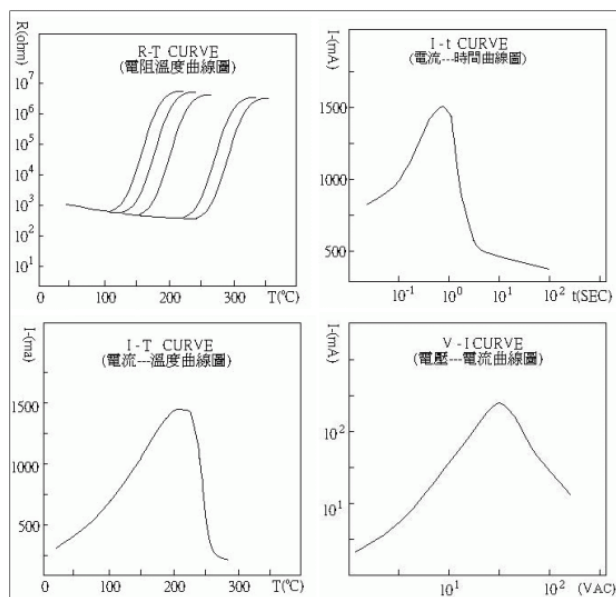 R(ohm)
R-T CURVE
(電阻溫度曲線圖)
10⁷
10⁶
10⁵
10⁴
10³
10²
10¹
0
100
200
300
T(℃)
I-(mA)
I-t CURVE
(電流---時間曲線圖)
1500
1000
500
10⁻¹
10⁰
10¹
10²
t(SEC)
I-(ma)
I-T CURVE
(電流---溫度曲線圖)
1500
1000
500
0
100
200
300
T(℃)
I-(mA)
V-I CURVE
(電壓---電流曲線圖)
10²
10¹
10¹
10²
(VAC)